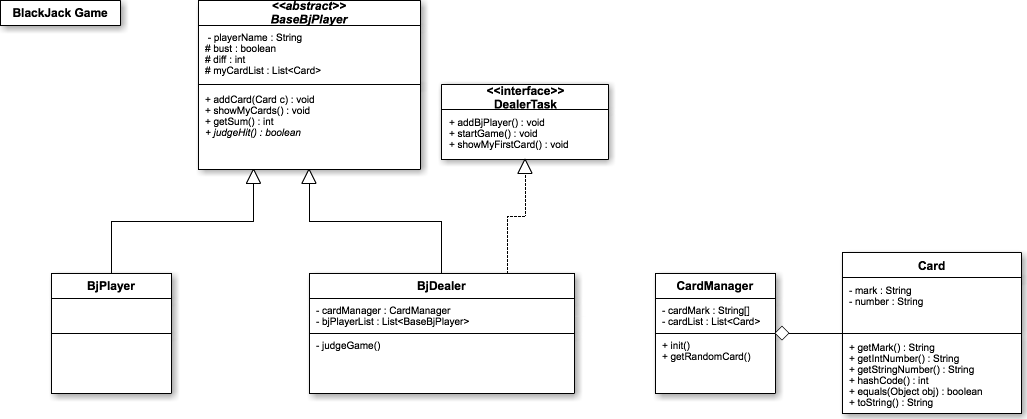 BlackJack Game
<<abstract>>
BaseBjPlayer
- playerName : String
# bust : boolean
# diff : int
# myCardList : List<Card>
+ addCard(Card c) : void
+ showMyCards() : void
+ getSum() : int
+ judgeHit() : boolean
<<interface>>
DealerTask
+ addBjPlayer() : void
+ startGame() : void
+ showMyFirstCard() : void
BjPlayer
BjDealer
- cardManager : CardManager
- bjPlayerList : List<BaseBjPlayer>
- judgeGame()
CardManager
- cardMark : String[]
- cardList : List<Card>
+ init()
+ getRandomCard()
Card
- mark : String
- number : String
+ getMark() : String
+ getIntNumber() : String
+ getStringNumber() : String
+ hashCode() : int
+ equals(Object obj) : boolean
+ toString() : String